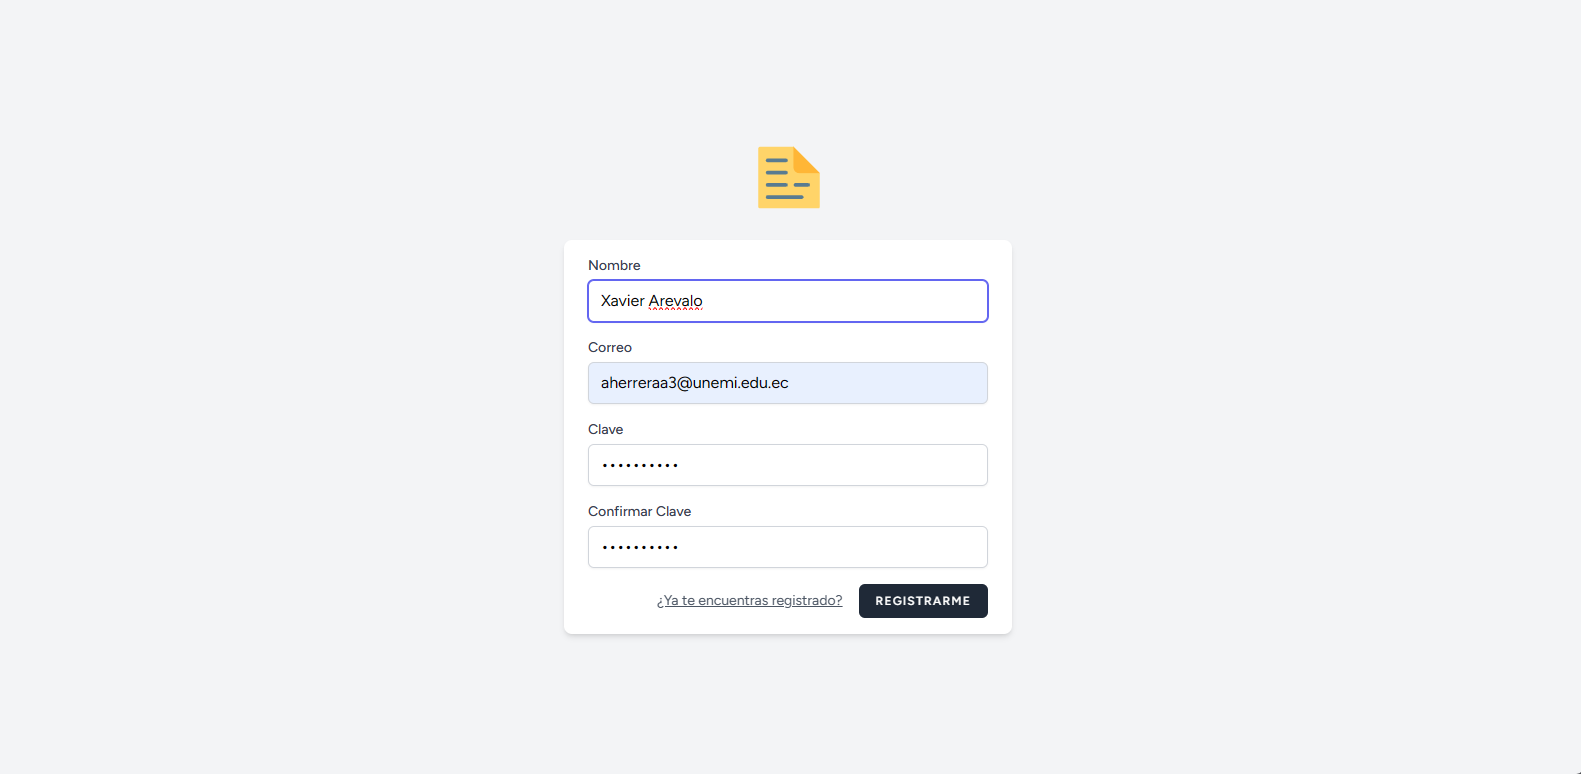 Nombre
Xavier Arevalo
Correo
aherreraa3@unemi.edu.ec
Clave
••••••••••
Confirmar Clave
••••••••••
¿Ya te encuentras registrado? REGISTRARME